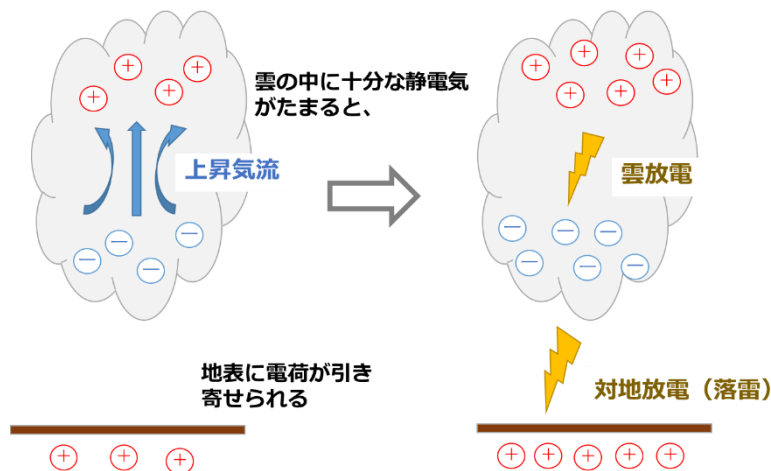 雲の中に十分な静電気
がたまると、
上昇気流
雲放電
地表に電荷が引き
寄せられる
対地放電（落雷）